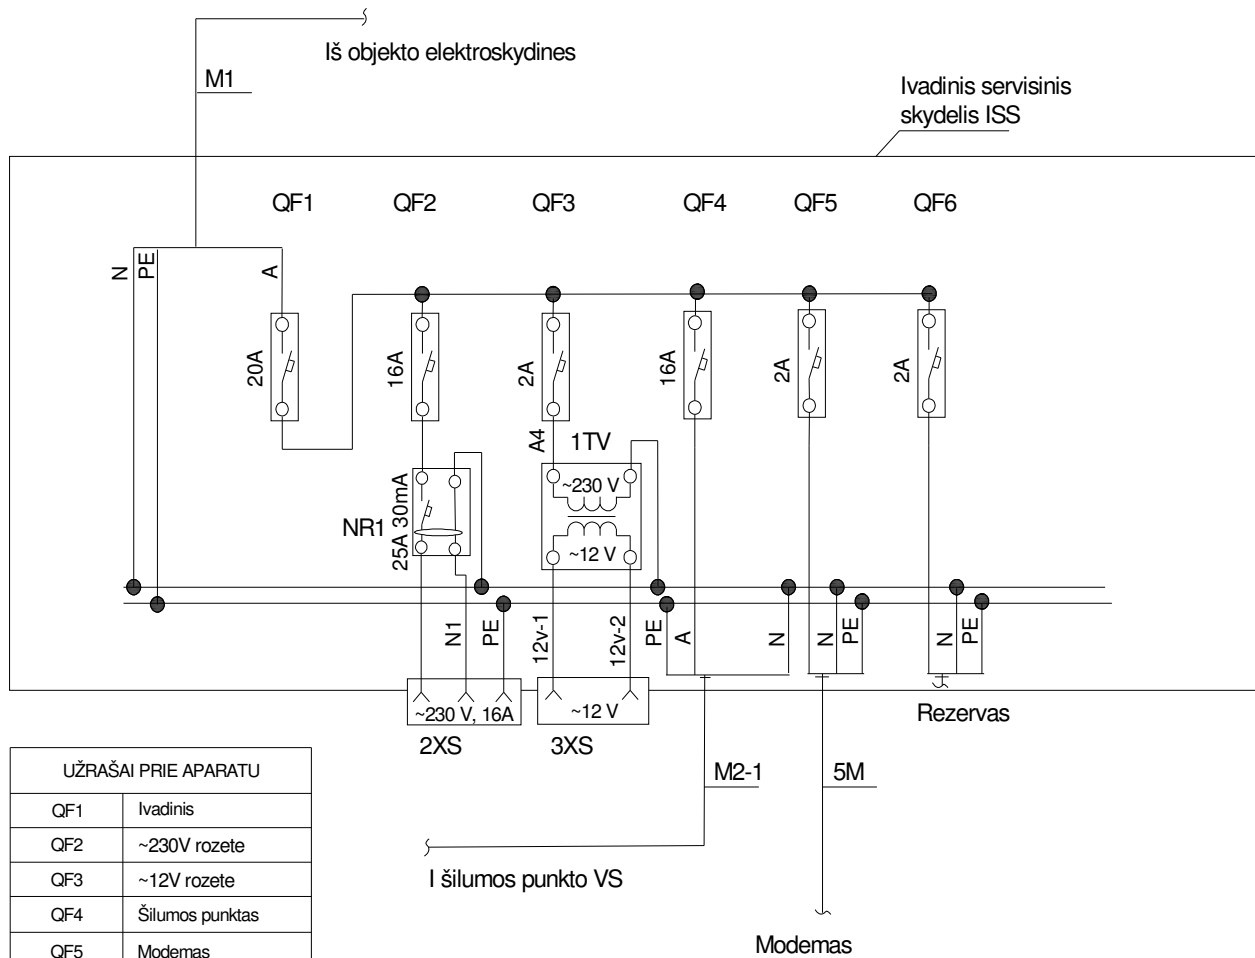 Iš objekto elektroskydines
M1
Ivadinis servisinis
skydelis ISS
QF1
QF2
QF3
QF4
QF5
QF6
N
PE
A
20A
16A
2A
16A
2A
2A
A4
1TV
~230 V
~12 V
NR1
25A 30mA
N1
PE
12v-1
12v-2
PE
A
N
N
PE
N
PE
~230 V, 16A
~12 V
2XS
3XS
Rezervas
M2-1
5M
I šilumos punkto VS
Modemas
UŽRAŠAI PRIE APARATU
QF1 Ivadinis
QF2 ~230V rozete
QF3 ~12V rozete
QF4 Šilumos punktas
QF5 Modemas